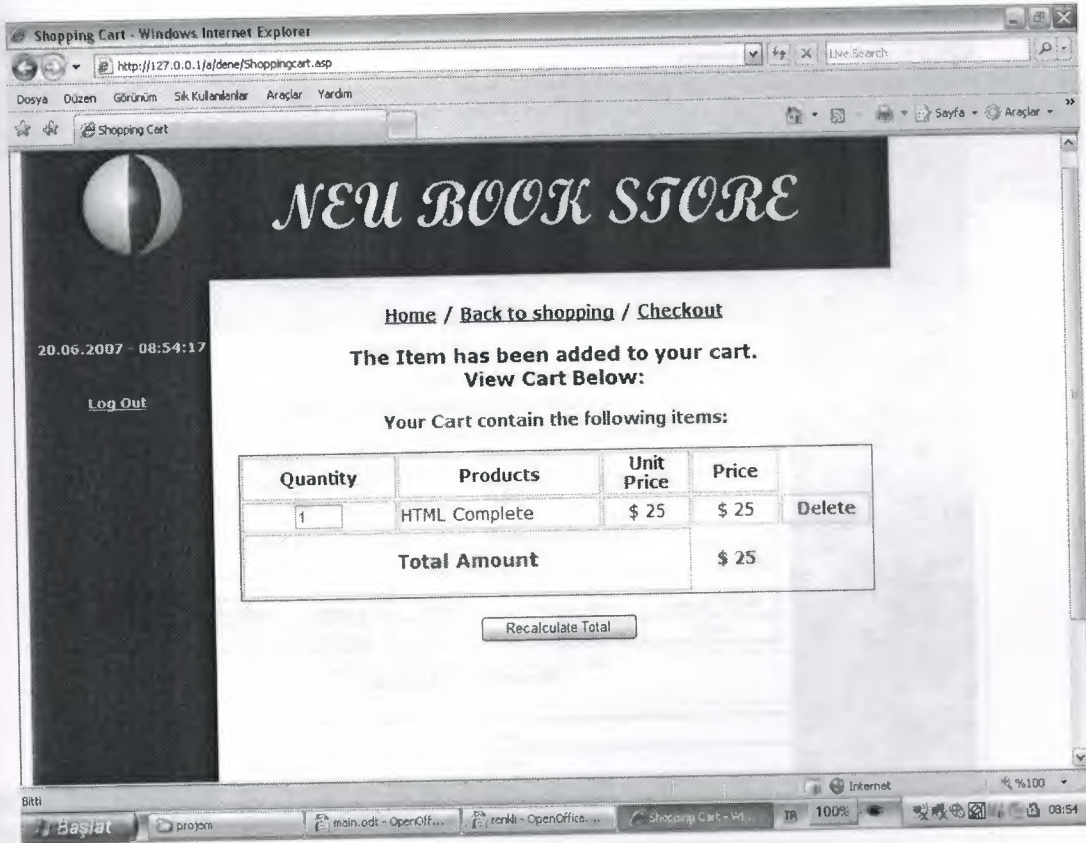 Shopping Cart - Windows Internet Explorer
http://127.0.0.1/a/dene/Shoppingcart.asp
Live Search
Dosya Düzen Görünüm Sık Kullanılanlar Araçlar Yardım
Shopping Cart
Sayfa Araçlar »
NEU BOOK STORE
Home / Back to shopping / Checkout
20.06.2007 - 08:54:17
The Item has been added to your cart.
View Cart Below:
Log Out
Your Cart contain the following items:
Quantity Products Unit Price Price
1 HTML Complete $ 25 $ 25 Delete
Total Amount $ 25
Recalculate Total
Internet %100
Bitti
Başlat projem main.odt - OpenOff... renkli - OpenOffice. ... Shopping Cart - Wi... TR 100% 08:54